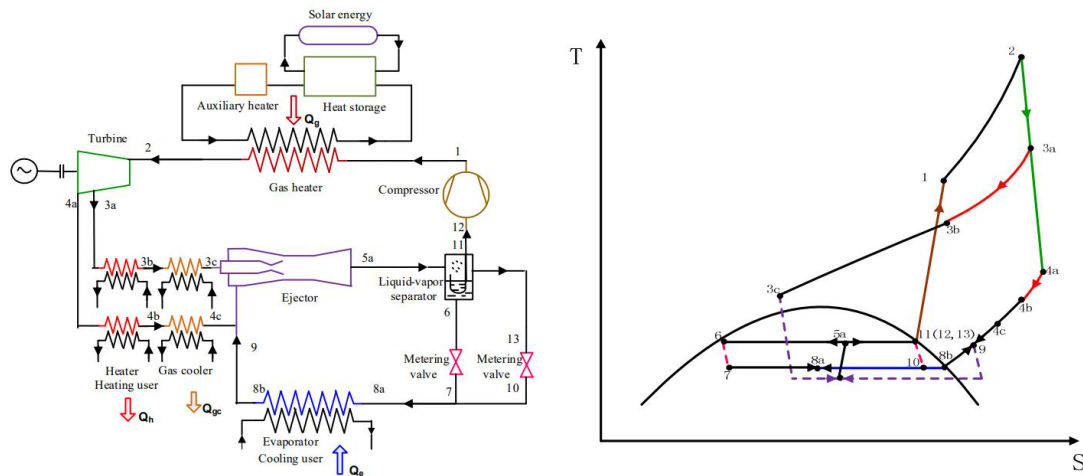 Solar energy
Auxiliary heater
Heat storage
Qg
Turbine
2
1
Gas heater
Compressor
4a
3a
12
11
3b
3c
5a
Ejector
Liquid-vapor
separator
6
4b
4c
9
13
Metering
valve
Metering
valve
Heater
Heating user
Gas cooler
8b
8a
7
10
Qh
Qgc
Evaporator
Cooling user
Qe
T
2
3a
1
3b
3c
4a
4b
4c
6
5a
11(12, 13)
9
7
8a
10
8b
S